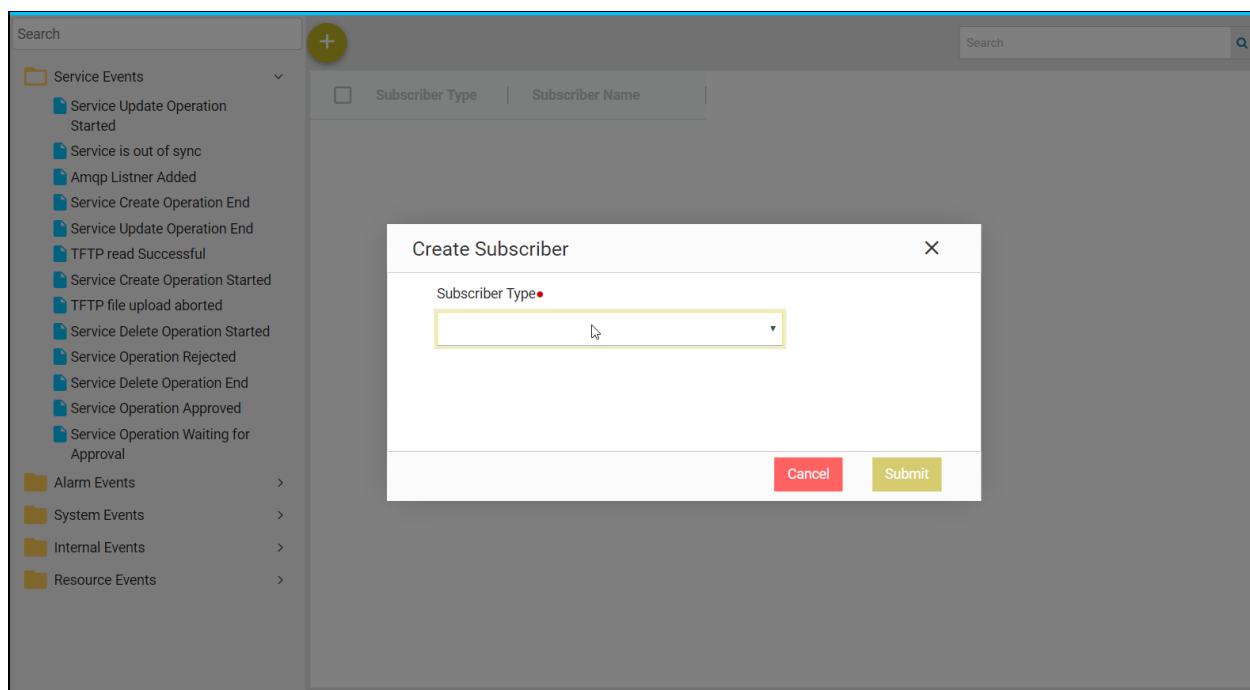 Search
Service Events
Service Update Operation
Started
Service is out of sync
Amqp Listner Added
Service Create Operation End
Service Update Operation End
TFTP read Successful
Service Create Operation Started
TFTP file upload aborted
Service Delete Operation Started
Service Operation Rejected
Service Delete Operation End
Service Operation Approved
Service Operation Waiting for
Approval
Alarm Events
System Events
Internal Events
Resource Events
Search
Subscriber Type
Subscriber Name
Create Subscriber
Subscriber Type
Cancel
Submit